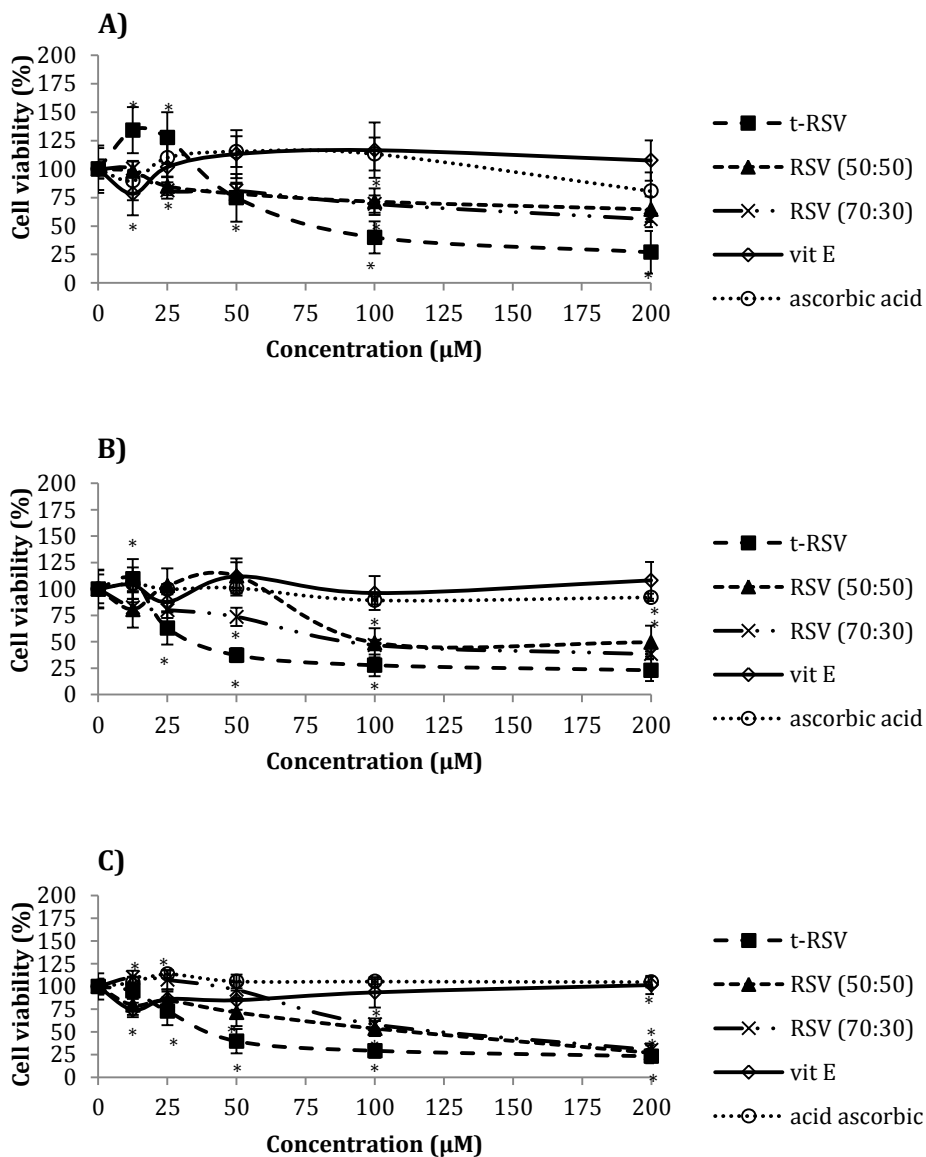 A)
200
175
150
125
100
75
50
25
0
Cell viability (%)
0 25 50 75 100 125 150 175 200
Concentration (μM)
t-RSV
RSV (50:50)
RSV (70:30)
vit E
ascorbic acid
B)
200
175
150
125
100
75
50
25
0
Cell viability (%)
0 25 50 75 100 125 150 175 200
Concentration (μM)
t-RSV
RSV (50:50)
RSV (70:30)
vit E
ascorbic acid
C)
200
175
150
125
100
75
50
25
0
Cell viability (%)
0 25 50 75 100 125 150 175 200
Concentration (μM)
t-RSV
RSV (50:50)
RSV (70:30)
vit E
acid ascorbic